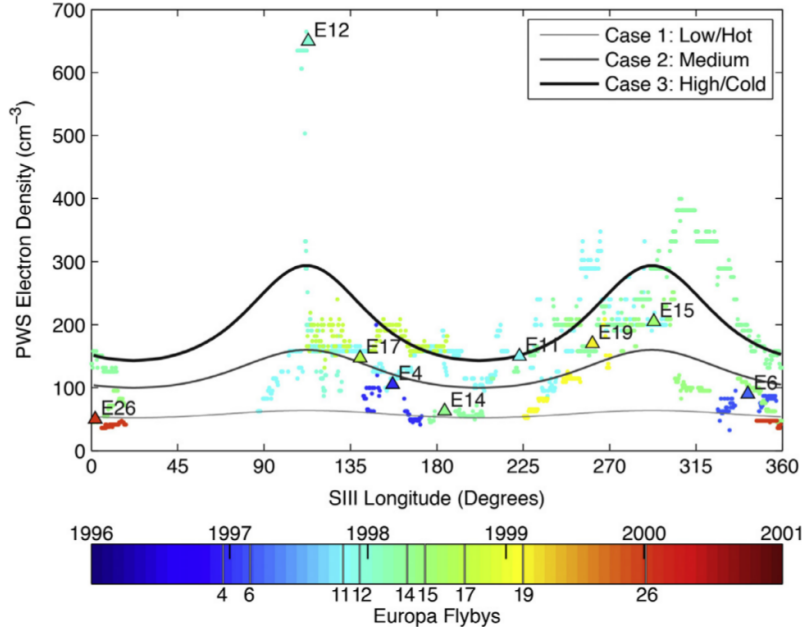 700
600
500
400
300
200
100
0
PWS Electron Density (cm⁻³)
E12
Case 1: Low/Hot
Case 2: Medium
Case 3: High/Cold
E17
E4
E14
E11
E19
E15
E6
E26
0 45 90 135 180 225 270 315 360
SIII Longitude (Degrees)
1996 1997 1998 1999 2000 2001
4 6 11 12 14 15 17 19 26
Europa Flybys